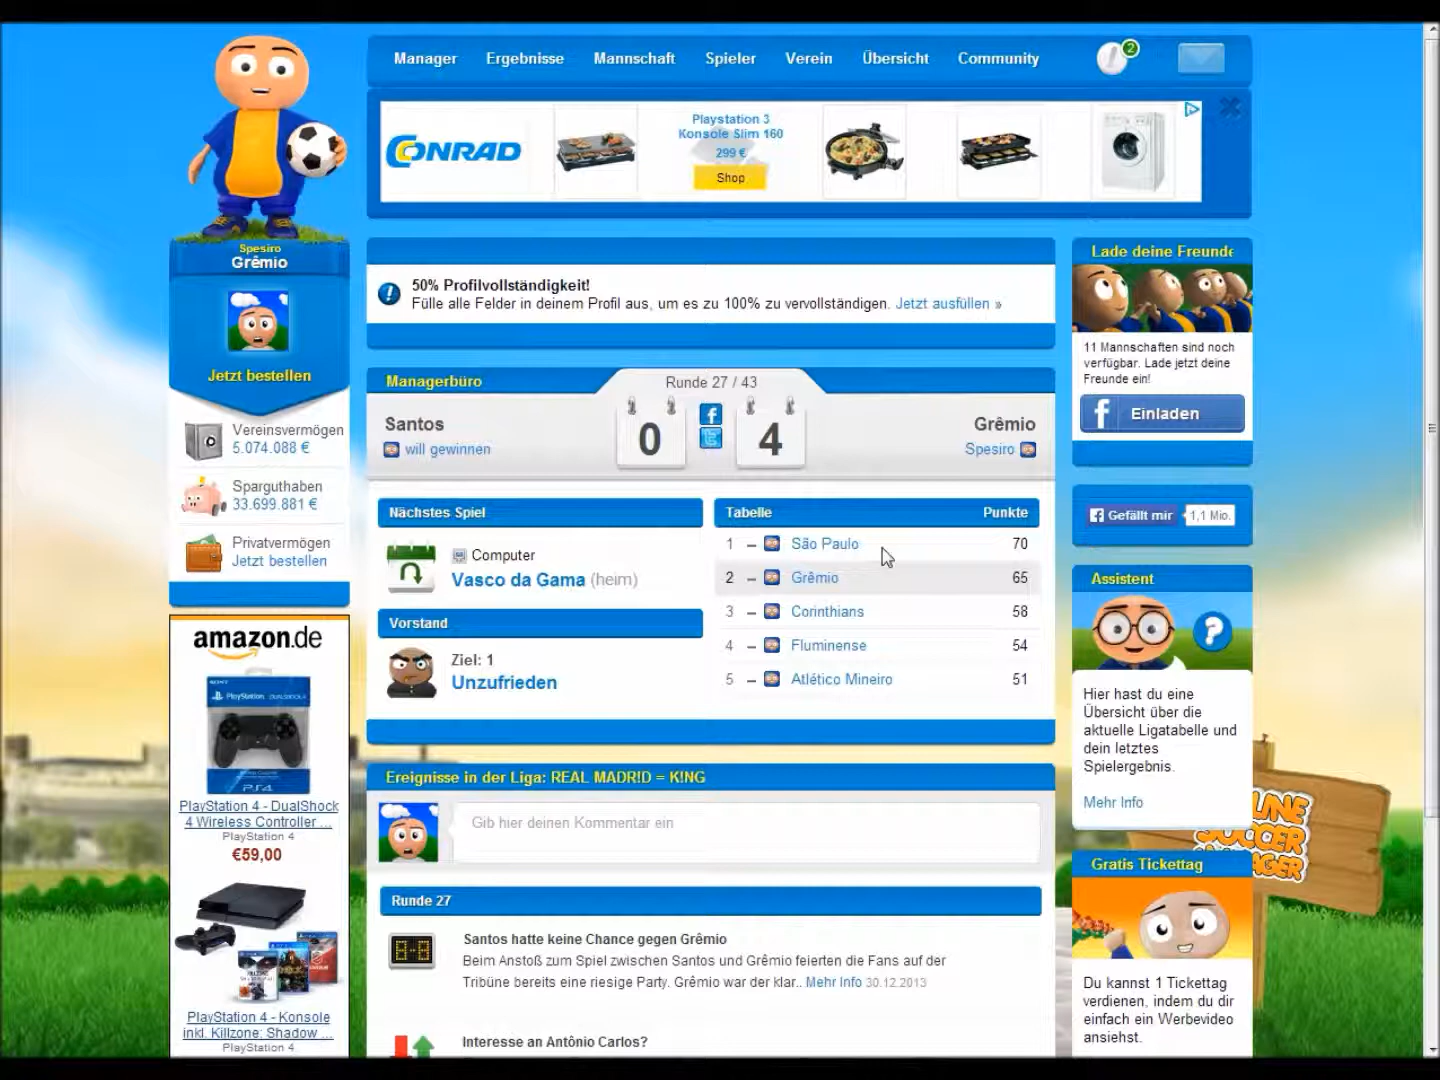 Manager Ergebnisse Mannschaft Spieler Verein Übersicht Community
2
CONRAD
Playstation 3
Konsole Slim 160
299 €
Shop
Spesiro
Grêmio
Jetzt bestellen
Vereinsvermögen
5.074.088 €
Sparguthaben
33.699.881 €
Privatvermögen
Jetzt bestellen
amazon.de
SONY
PlayStation DUALSHOCK 4
PS4
PlayStation 4 - DualShock
4 Wireless Controller ...
PlayStation 4
€59,00
PlayStation 4 - Konsole
inkl. Killzone: Shadow ...
PlayStation 4
50% Profilvollständigkeit!
Fülle alle Felder in deinem Profil aus, um es zu 100% zu vervollständigen. Jetzt ausfüllen »
Managerbüro
Runde 27 / 43
Santos
will gewinnen
0
4
Grêmio
Spesiro
Nächstes Spiel
Computer
Vasco da Gama (heim)
Vorstand
Ziel: 1
Unzufrieden
Tabelle Punkte
1 – São Paulo 70
2 – Grêmio 65
3 – Corinthians 58
4 – Fluminense 54
5 – Atlético Mineiro 51
Ereignisse in der Liga: REAL MADR!D = K!NG
Gib hier deinen Kommentar ein
Runde 27
8-8
Santos hatte keine Chance gegen Grêmio
Beim Anstoß zum Spiel zwischen Santos und Grêmio feierten die Fans auf der
Tribüne bereits eine riesige Party. Grêmio war der klar.. Mehr Info 30.12.2013
Interesse an Antônio Carlos?
Lade deine Freunde
11 Mannschaften sind noch
verfügbar. Lade jetzt deine
Freunde ein!
Einladen
Gefällt mir 1,1 Mio.
Assistent
?
Hier hast du eine
Übersicht über die
aktuelle Ligatabelle und
dein letztes
Spielergebnis.
Mehr Info
SOCCER
Gratis Tickettag
Du kannst 1 Tickettag
verdienen, indem du dir
einfach ein Werbevideo
ansiehst.